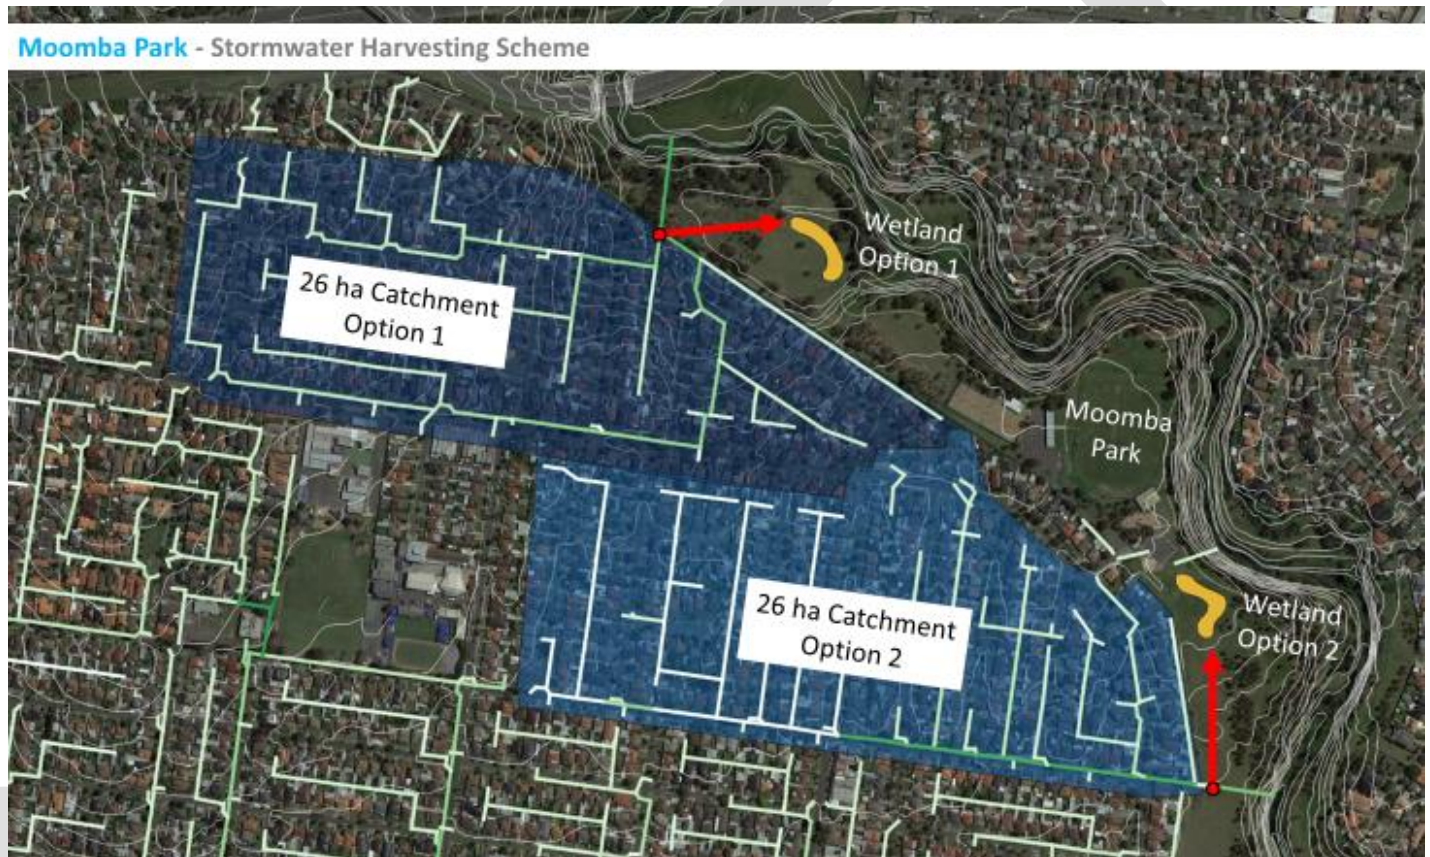 Moomba Park - Stormwater Harvesting Scheme
Wetland
Option 1
26 ha Catchment
Option 1
Moomba
Park
26 ha Catchment
Option 2
Wetland
Option 2